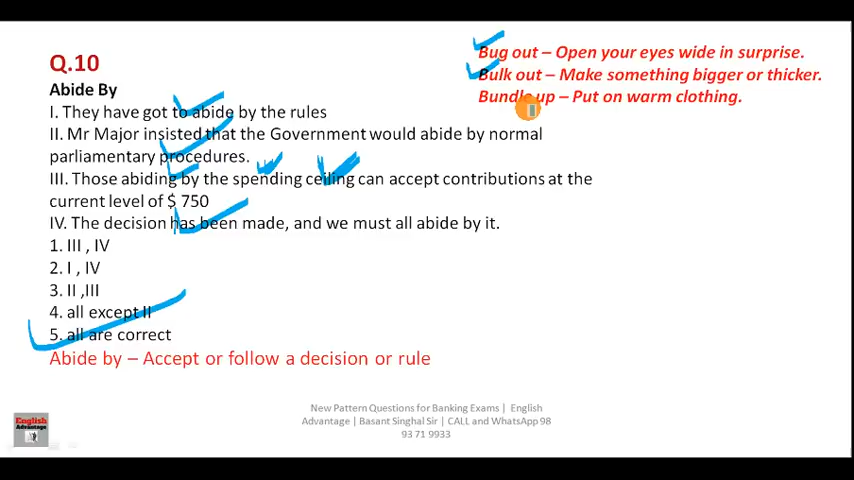 Q.10
Abide By
I. They have got to abide by the rules
II. Mr Major insisted that the Government would abide by normal
parliamentary procedures.
III. Those abiding by the spending ceiling can accept contributions at the
current level of $ 750
IV. The decision has been made, and we must all abide by it.
1. III , IV
2. I , IV
3. II ,III
4. all except II
5. all are correct
Abide by – Accept or follow a decision or rule
Bug out – Open your eyes wide in surprise.
Bulk out – Make something bigger or thicker.
Bundle up – Put on warm clothing.
New Pattern Questions for Banking Exams | English
Advantage | Basant Singhal Sir | CALL and WhatsApp 98
93 71 9933
English
Advantage